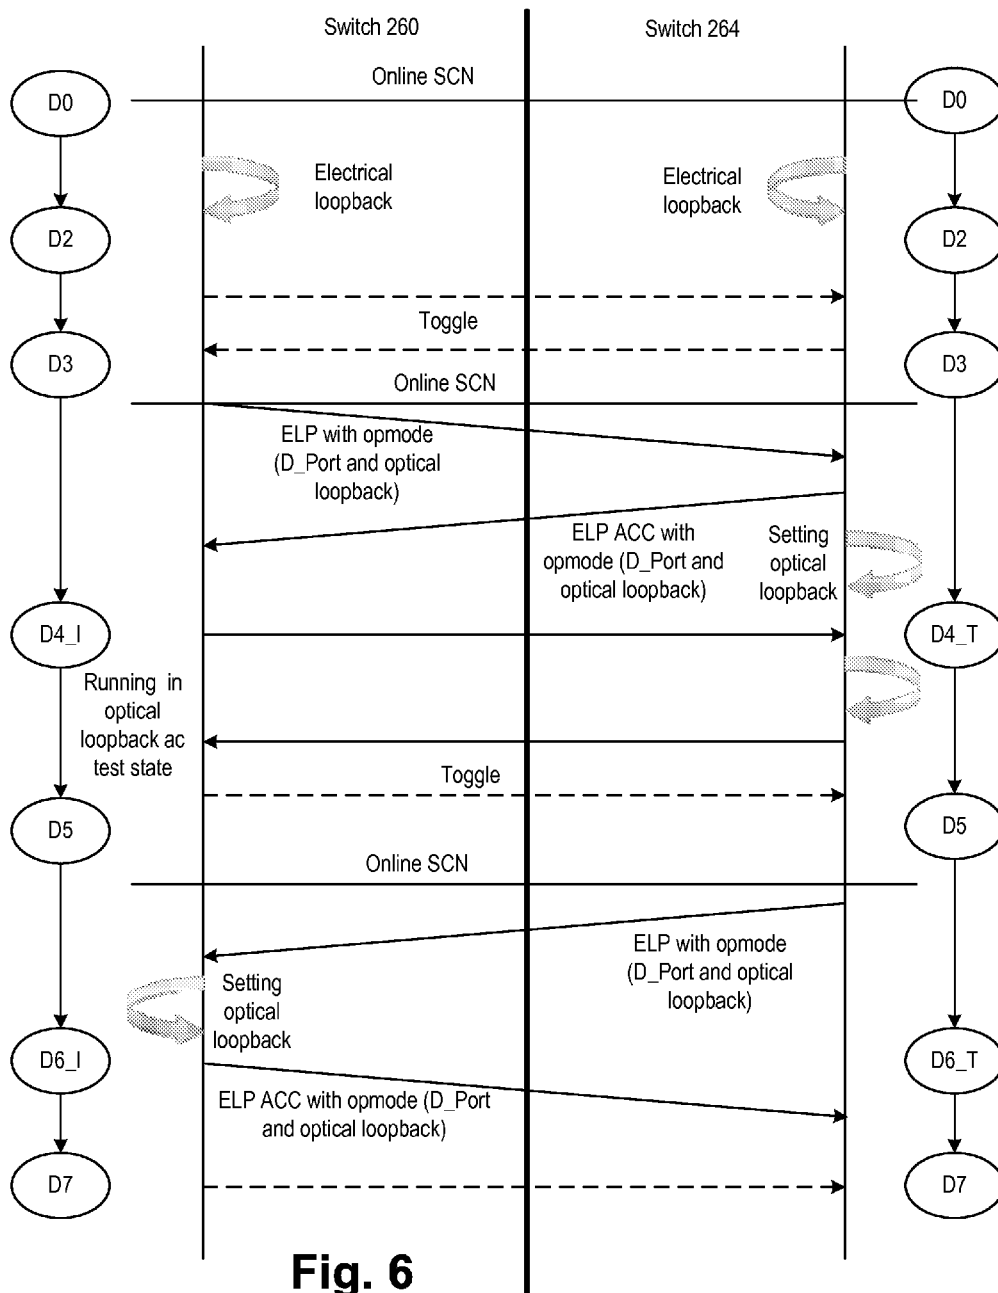 Switch 260
Switch 264
Online SCN
D0
D0
Electrical
loopback
Electrical
loopback
D2
D2
Toggle
D3
D3
Online SCN
ELP with opmode
(D_Port and optical
loopback)
ELP ACC with
opmode (D_Port and
optical loopback)
Setting
optical
loopback
D4_I
D4_T
Running in
optical
loopback ac
test state
Toggle
D5
D5
Online SCN
ELP with opmode
(D_Port and optical
loopback)
Setting
optical
loopback
D6_I
D6_T
ELP ACC with opmode (D_Port
and optical loopback)
D7
D7
Fig. 6